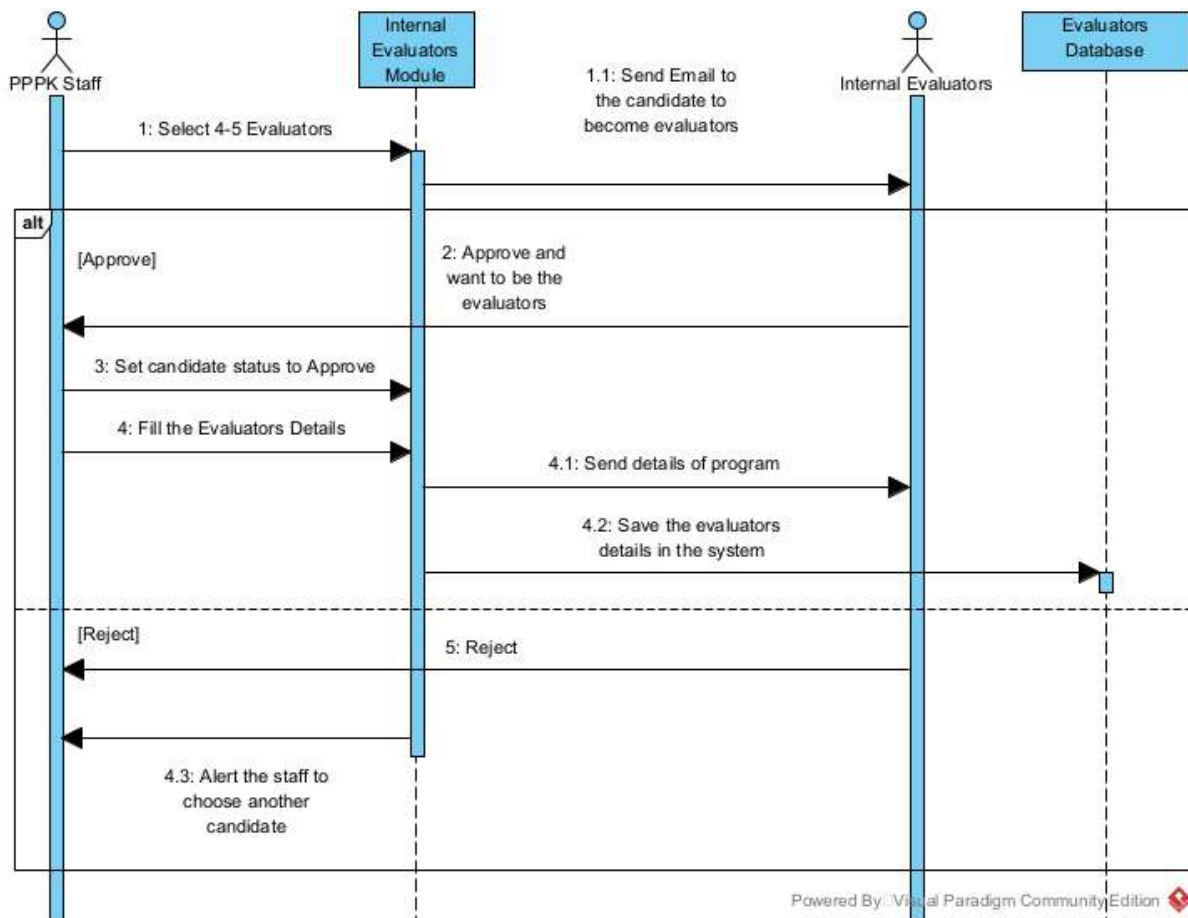 PPPK Staff
Internal
Evaluators
Module
Internal Evaluators
Evaluators
Database
1: Select 4-5 Evaluators
1.1: Send Email to
the candidate to
become evaluators
alt
[Approve]
2: Approve and
want to be the
evaluators
3: Set candidate status to Approve
4: Fill the Evaluators Details
4.1: Send details of program
4.2: Save the evaluators
details in the system
[Reject]
5: Reject
4.3: Alert the staff to
choose another
candidate
Powered By Visual Paradigm Community Edition